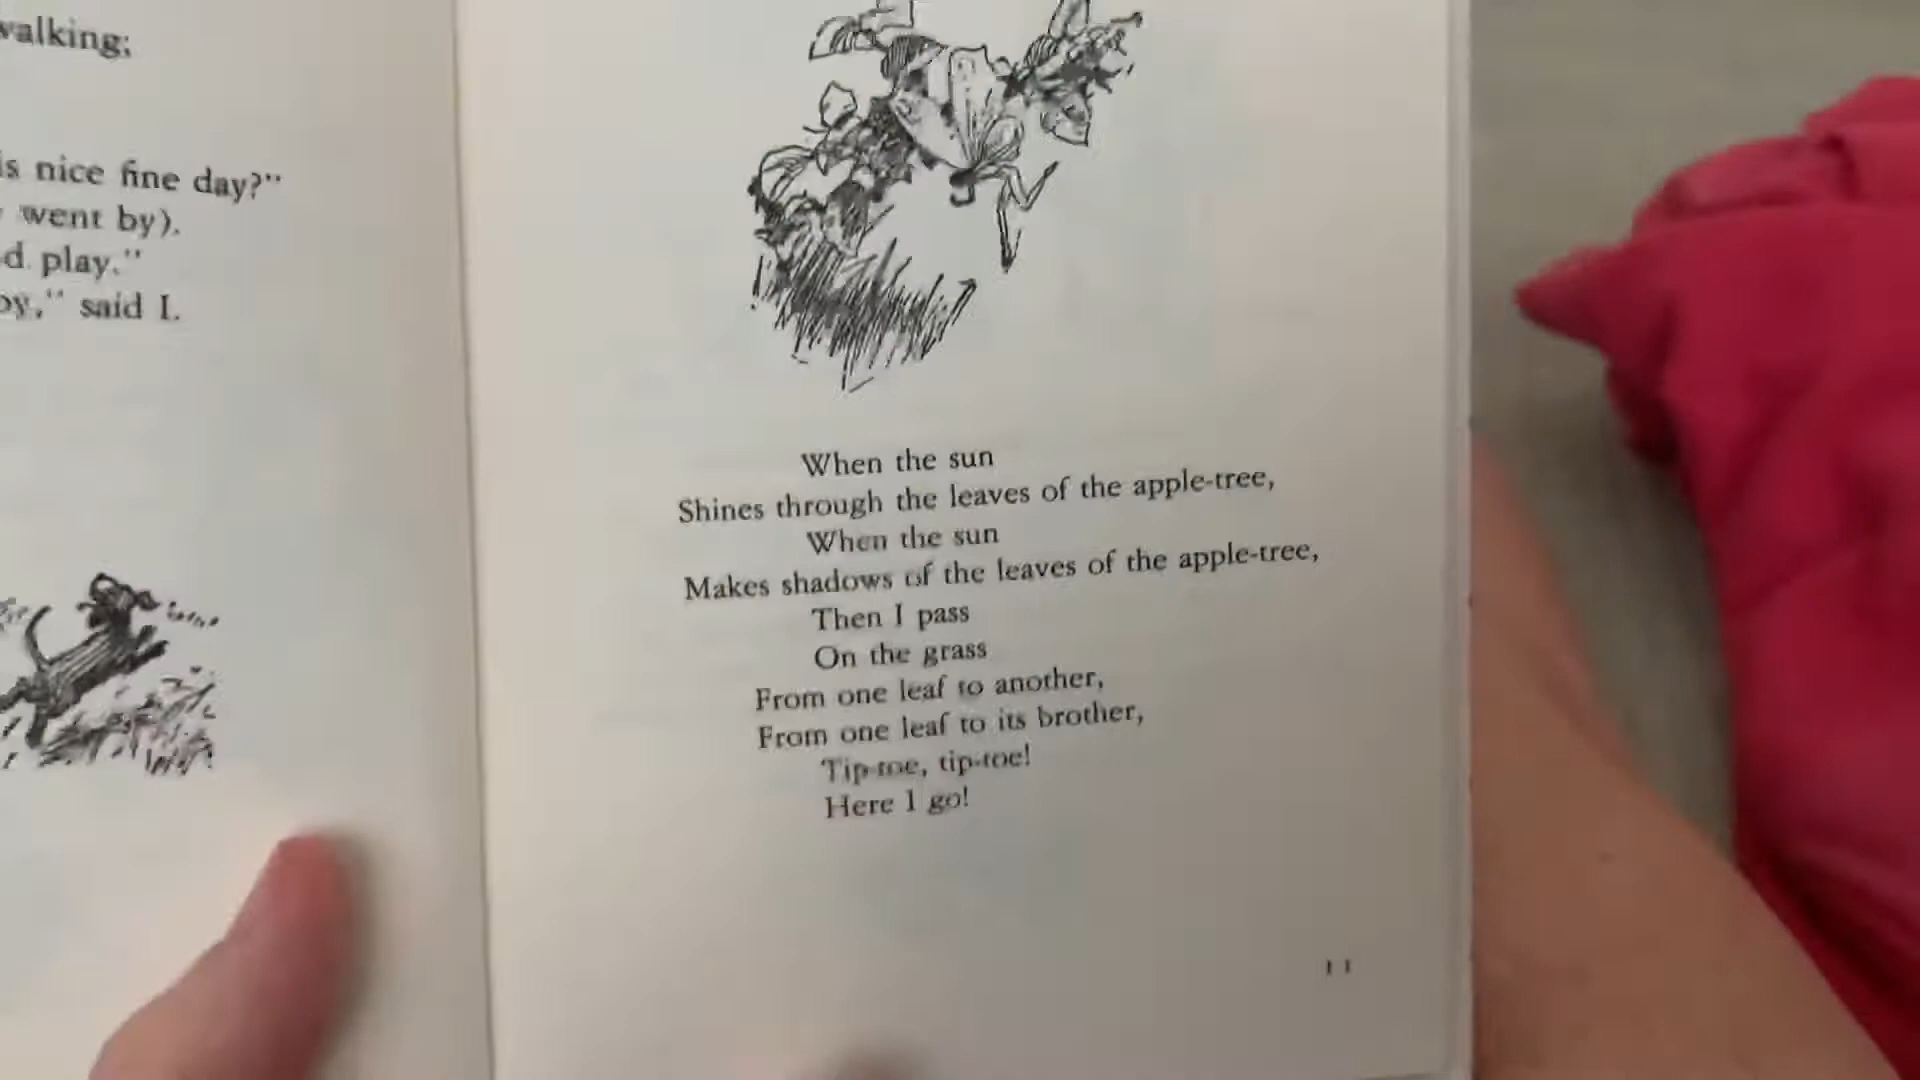 walking;
is nice fine day?"
went by).
d play."
said I.
When the sun
Shines through the leaves of the apple-tree,
When the sun
Makes shadows of the leaves of the apple-tree,
Then I pass
On the grass
From one leaf to another,
From one leaf to its brother,
Tip-toe, tip-toe!
Here I go!
11